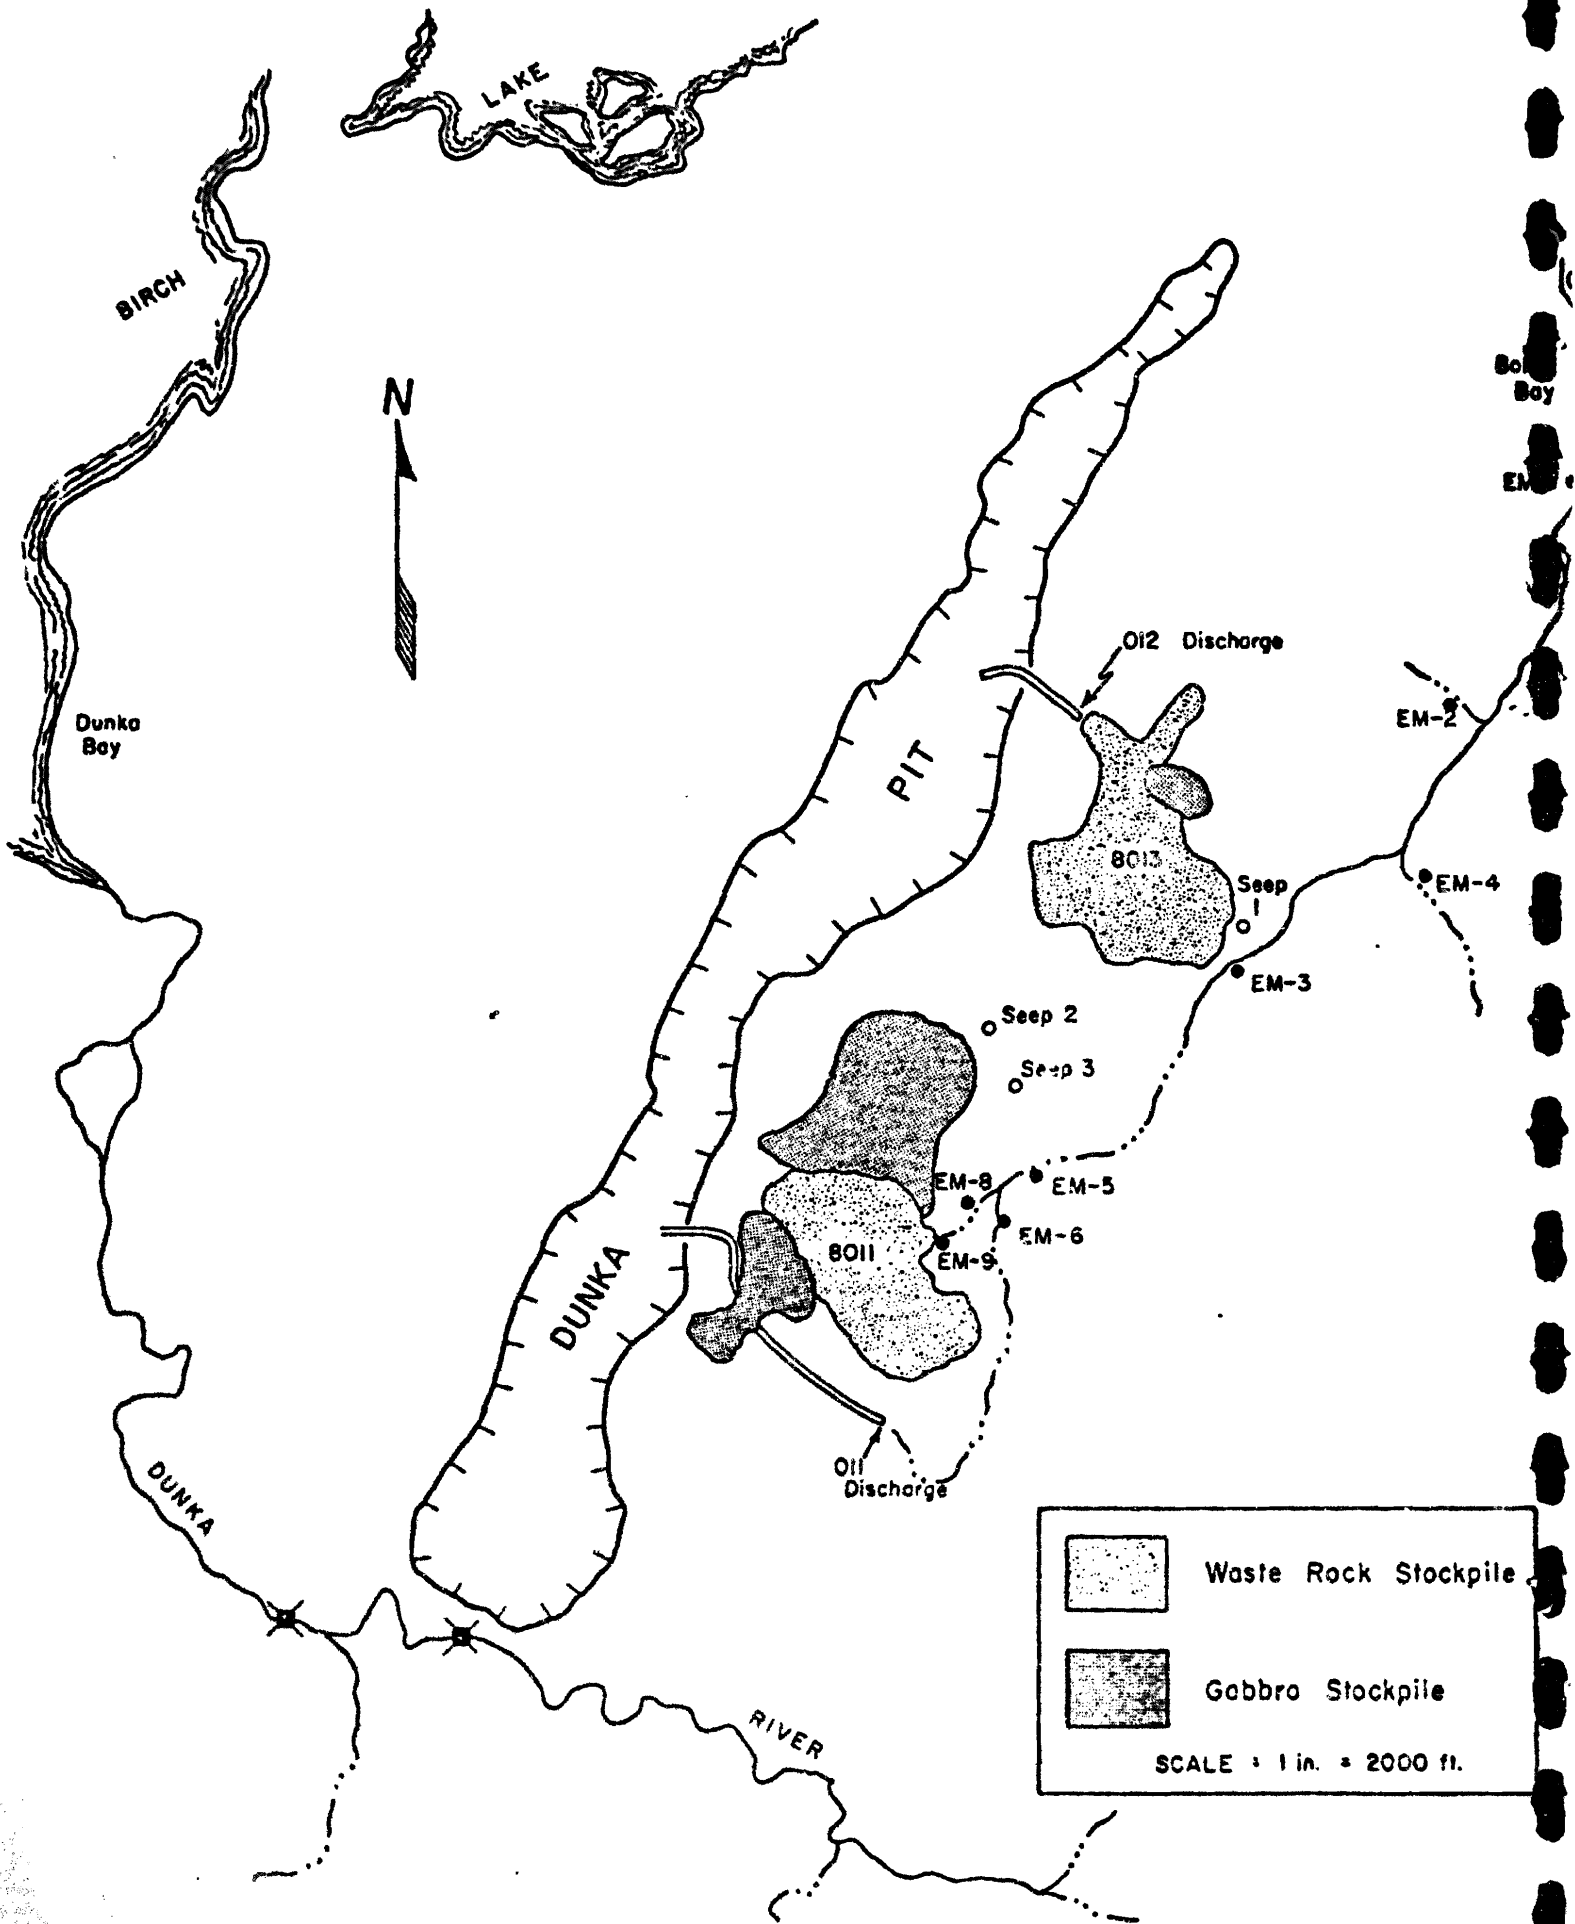 LAKE
BIRCH
N
Bay
012 Discharge
EM-2
Dunka
Bay
PIT
8013
Seep
1
EM-4
EM-3
Seep 2
Seep 3
EM-8
EM-5
EM-6
8011
EM-9
DUNKA
011
Discharge
DUNKA
RIVER
Waste Rock Stockpile
Gabbro Stockpile
SCALE : 1 in. = 2000 ft.